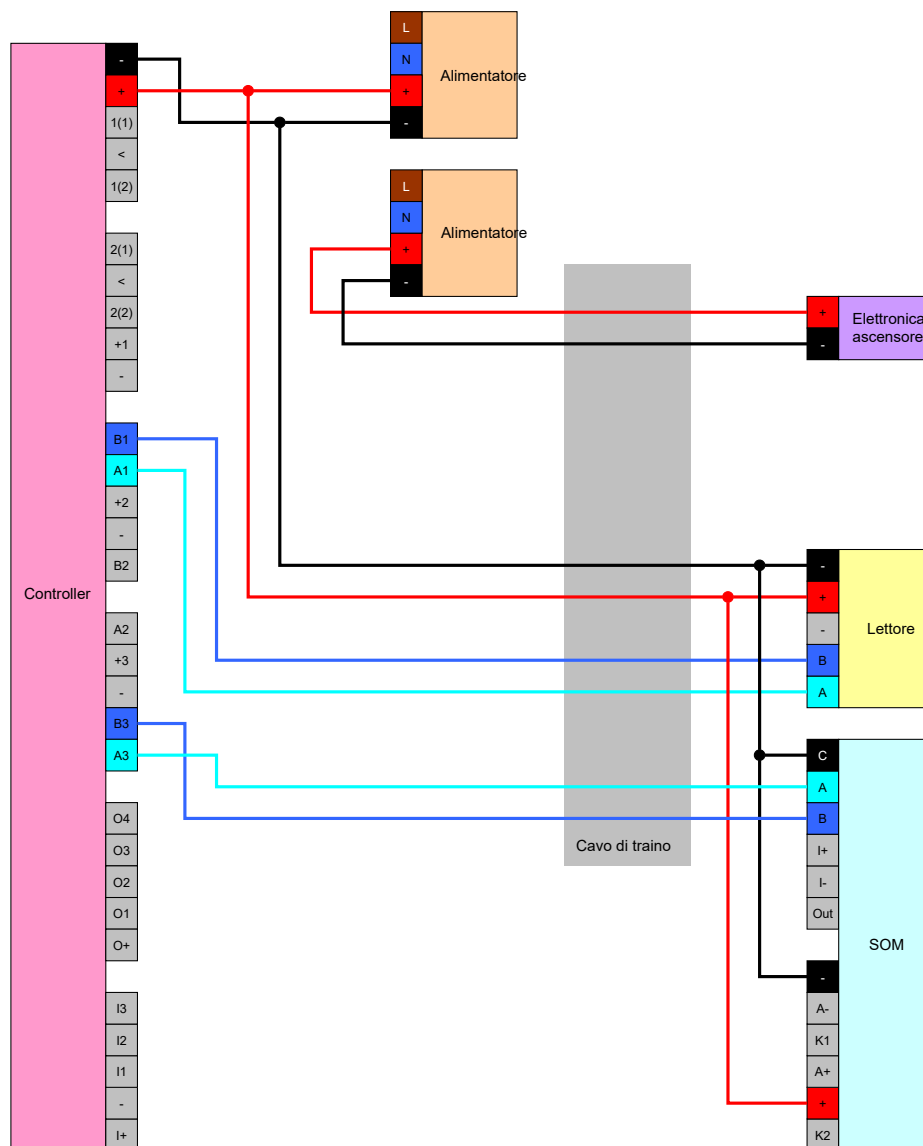 L
N
+
-
Alimentatore
L
N
+
-
Alimentatore
-
+
1(1)
<
1(2)
2(1)
<
2(2)
+1
-
B1
A1
+2
-
B2
A2
+3
-
B3
A3
O4
O3
O2
O1
O+
I3
I2
I1
-
I+
Controller
Cavo di traino
+
-
Elettronica
ascensore
-
+
-
B
A
Lettore
C
A
B
I+
I-
Out
-
A-
K1
A+
+
K2
SOM